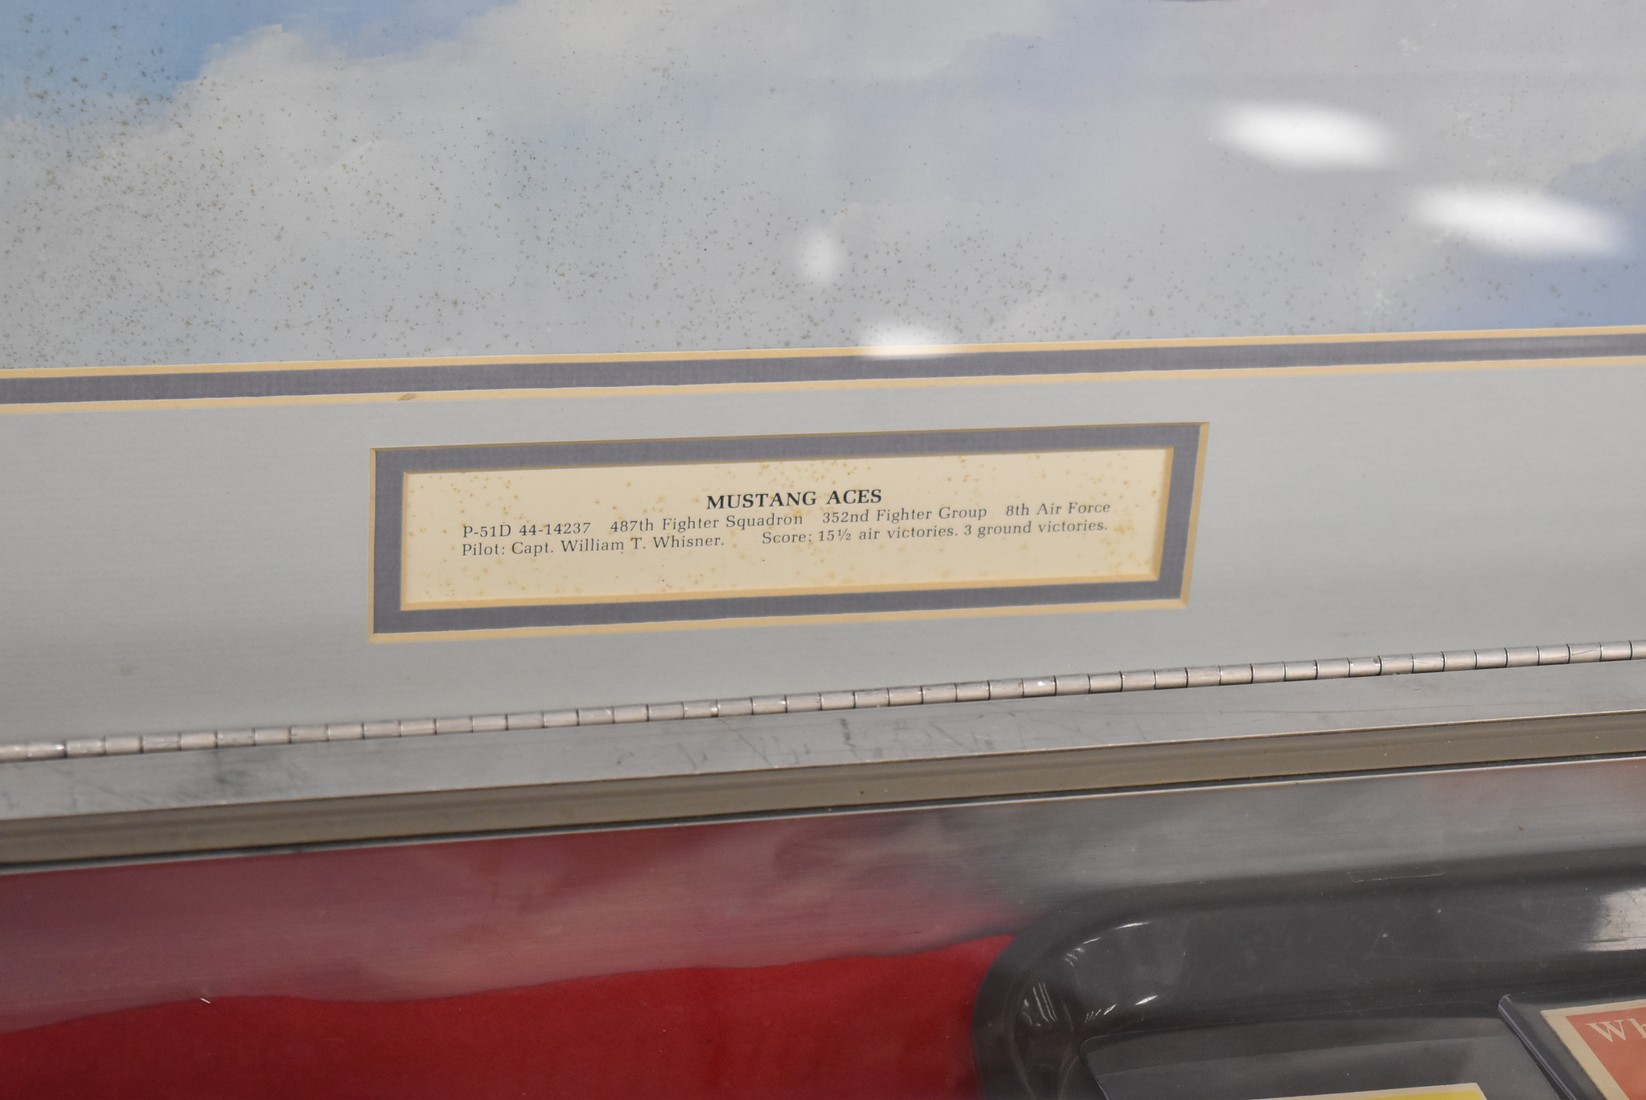 MUSTANG ACES
P-51D 44-14237 487th Fighter Squadron 352nd Fighter Group 8th Air Force
Pilot: Capt. William T. Whisner. Score: 15½ air victories. 3 ground victories.